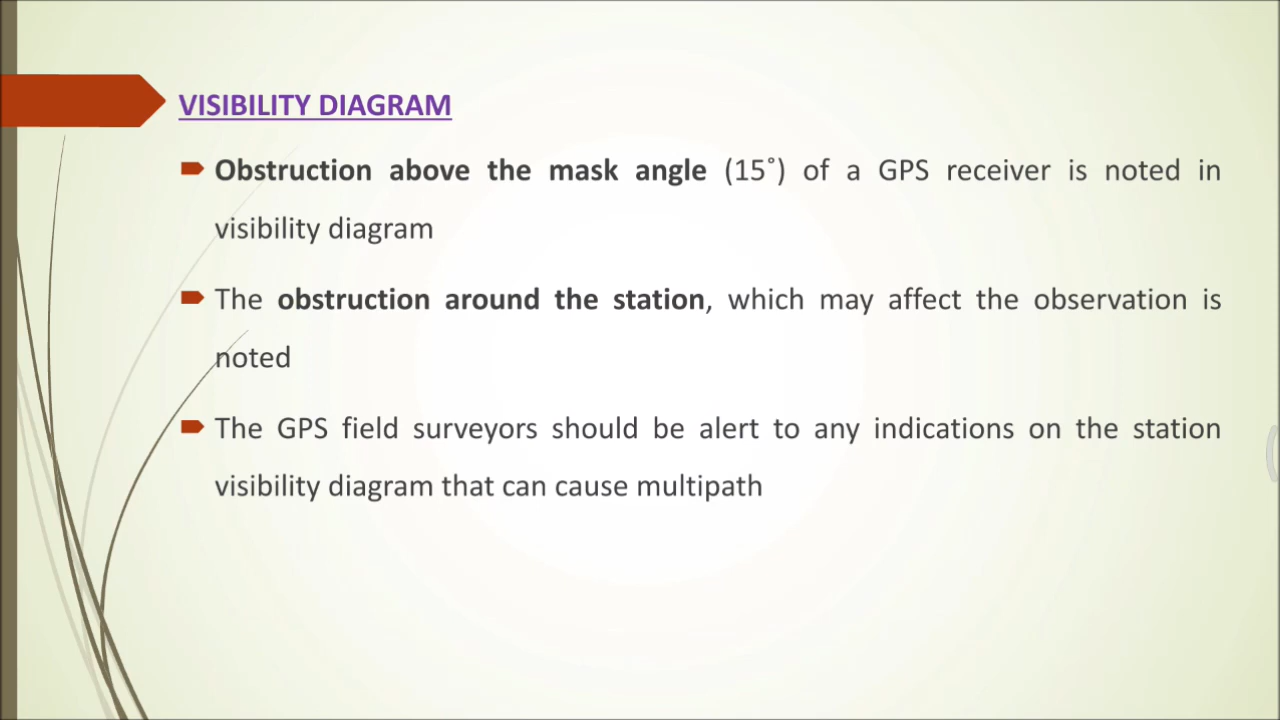 VISIBILITY DIAGRAM
Obstruction above the mask angle (15˚) of a GPS receiver is noted in
visibility diagram
The obstruction around the station, which may affect the observation is
noted
The GPS field surveyors should be alert to any indications on the station
visibility diagram that can cause multipath